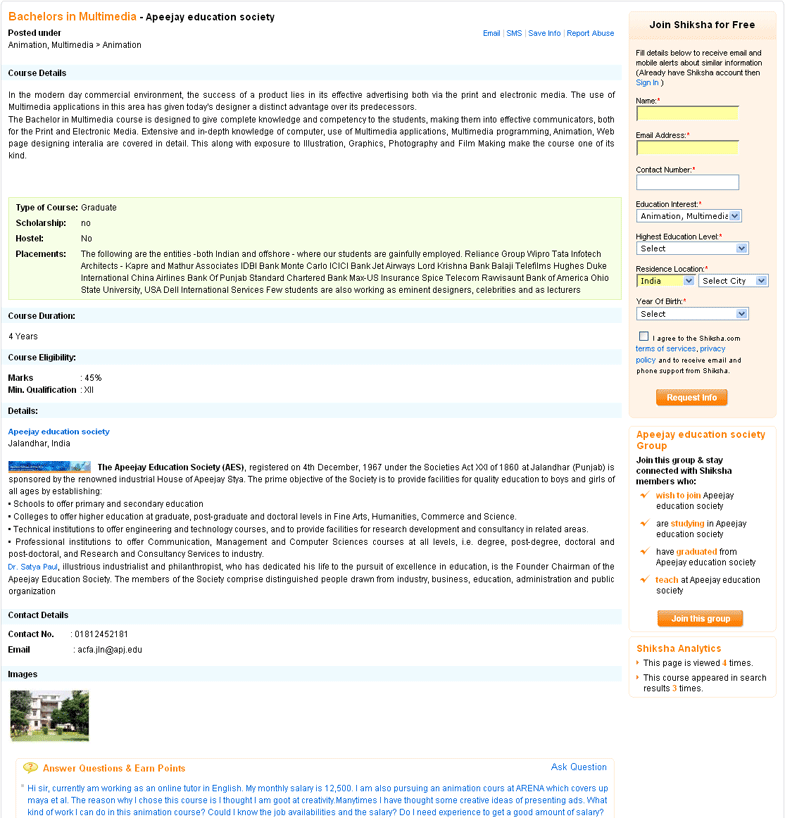 Bachelors in Multimedia - Apeejay education society
Posted under
Animation, Multimedia > Animation
Email | SMS | Save Info | Report Abuse
Course Details
In the modern day commercial environment, the success of a product lies in its effective advertising both via the print and electronic media. The use of
Multimedia applications in this area has given today's designer a distinct advantage over its predecessors.
The Bachelor in Multimedia course is designed to give complete knowledge and competency to the students, making them into effective communicators, both
for the Print and Electronic Media. Extensive and in-depth knowledge of computer, use of Multimedia applications, Multimedia programming, Animation, Web
page designing interalia are covered in detail. This along with exposure to Illustration, Graphics, Photography and Film Making make the course one of its
kind.
Type of Course: Graduate
Scholarship: no
Hostel: No
Placements: The following are the entities -both Indian and offshore - where our students are gainfully employed. Reliance Group Wipro Tata Infotech
Architects - Kapre and Mathur Associates IDBI Bank Monte Carlo ICICI Bank Jet Airways Lord Krishna Bank Balaji Telefilms Hughes Duke
International China Airlines Bank Of Punjab Standard Chartered Bank Max-US Insurance Spice Telecom Rawisaunt Bank of America Ohio
State University, USA Dell International Services Few students are also working as eminent designers, celebrities and as lecturers
Course Duration:
4 Years
Course Eligibility:
Marks : 45%
Min. Qualification : XII
Details:
Apeejay education society
Jalandhar, India
The Apeejay Education Society (AES), registered on 4th December, 1967 under the Societies Act XXI of 1860 at Jalandhar (Punjab) is
sponsored by the renowned industrial House of Apeejay Stya. The prime objective of the Society is to provide facilities for quality education to boys and girls of
all ages by establishing:
• Schools to offer primary and secondary education
• Colleges to offer higher education at graduate, post-graduate and doctoral levels in Fine Arts, Humanities, Commerce and Science.
• Technical institutions to offer engineering and technology courses, and to provide facilities for research development and consultancy in related areas.
• Professional institutions to offer Communication, Management and Computer Sciences courses at all levels, i.e. degree, post-degree, doctoral and
post-doctoral, and Research and Consultancy Services to industry.
Dr. Satya Paul, illustrious industrialist and philanthropist, who has dedicated his life to the pursuit of excellence in education, is the Founder Chairman of the
Apeejay Education Society. The members of the Society comprise distinguished people drawn from industry, business, education, administration and public
organization
Contact Details
Contact No. : 01812452181
Email : acfa.jln@apj.edu
Images
Answer Questions & Earn Points
Ask Question
Hi sir, currently am working as an online tutor in English. My monthly salary is 12,500. I am also pursuing an animation cours at ARENA which covers up
maya et al. The reason why I chose this course is I thought I am goot at creativity.Manytimes I have thought some creative ideas of presenting ads. What
kind of work I can do in this animation course? Could I know the job availabilities and the salary? Do I need experience to get a good amount of salary?
Join Shiksha for Free
Fill details below to receive email and
mobile alerts about similar information
(Already have Shiksha account then
Sign In )
Name:*
Email Address:*
Contact Number:*
Education Interest:*
Animation, Multimedia
Highest Education Level:*
Select
Residence Location:*
India Select City
Year Of Birth:*
Select
I agree to the Shiksha.com
terms of services, privacy
policy and to receive email and
phone support from Shiksha.
Request Info
Apeejay education society
Group
Join this group & stay
connected with Shiksha
members who:
wish to join Apeejay
education society
are studying in Apeejay
education society
have graduated from
Apeejay education society
teach at Apeejay education
society
Join this group
Shiksha Analytics
This page is viewed 4 times.
This course appeared in search
results 3 times.